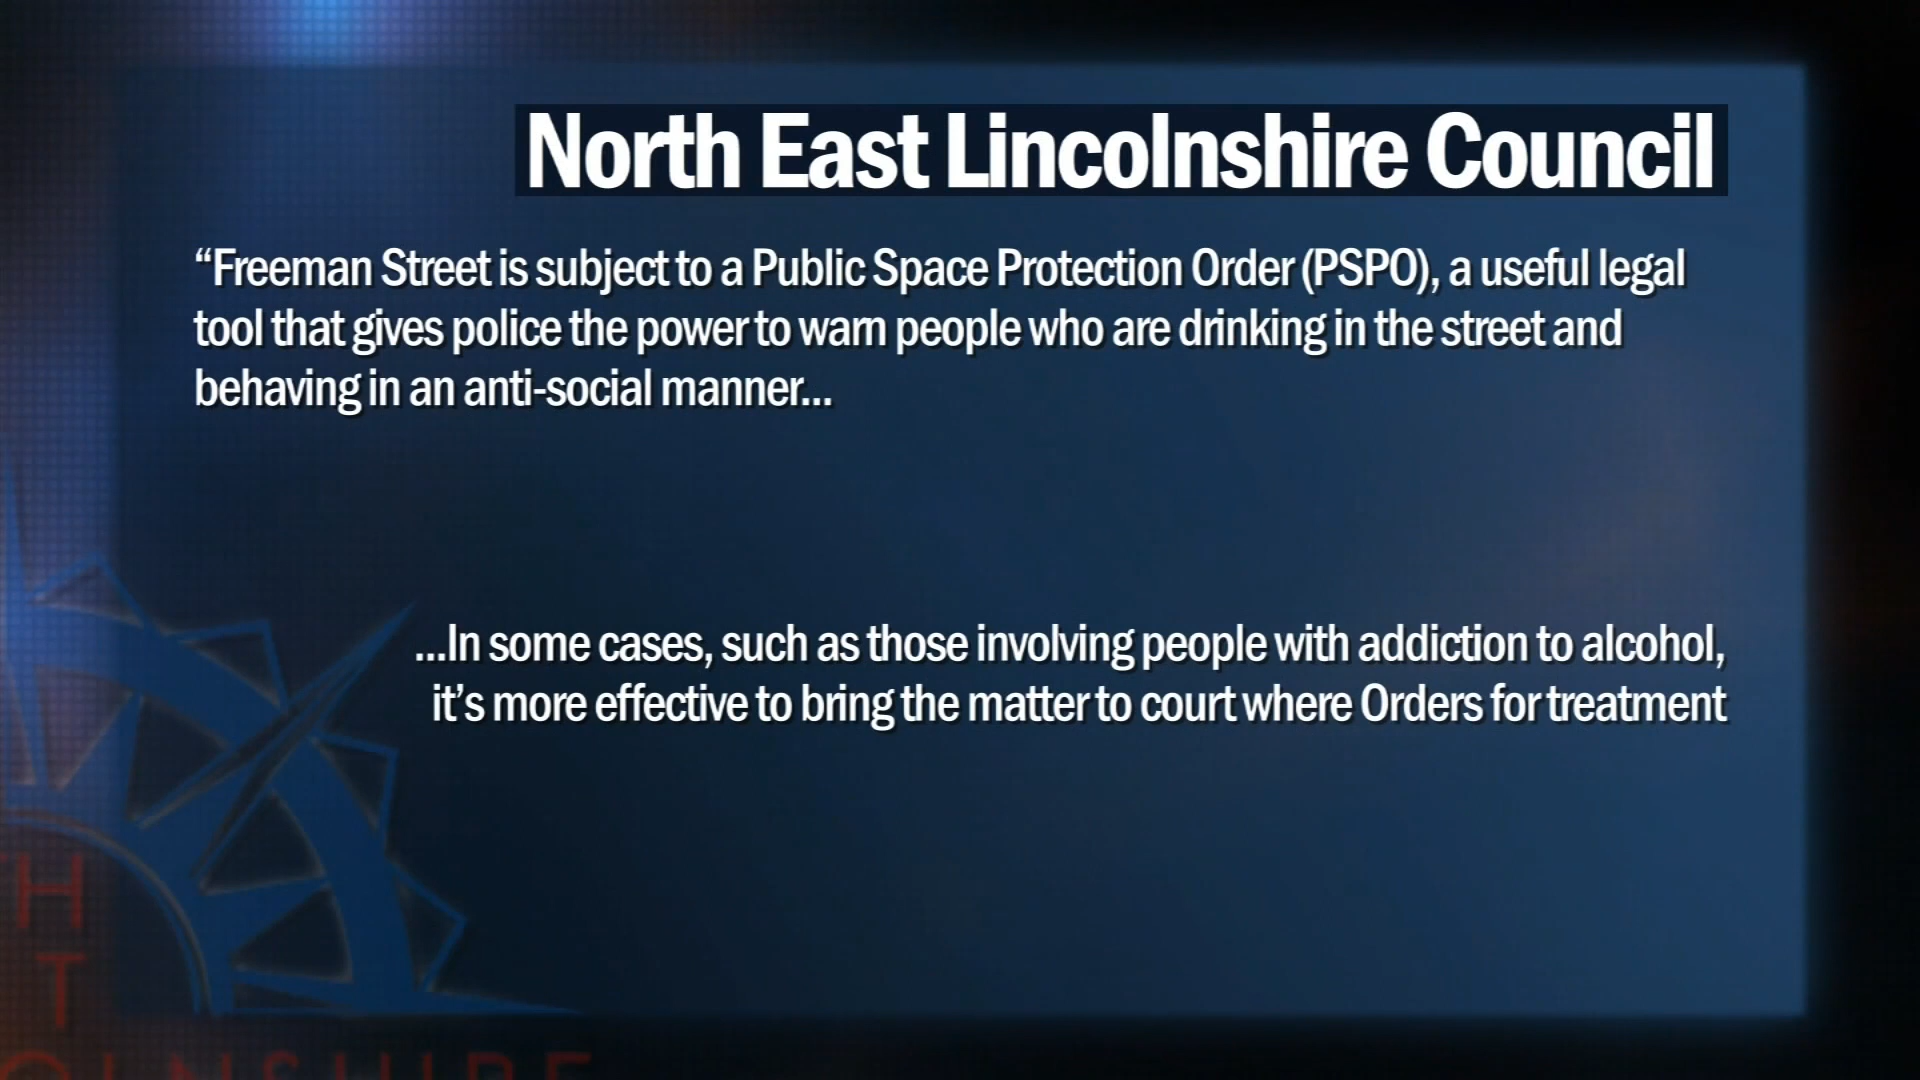 North East Lincolnshire Council
“Freeman Street is subject to a Public Space Protection Order (PSPO), a useful legal
tool that gives police the power to warn people who are drinking in the street and
behaving in an anti-social manner...
...In some cases, such as those involving people with addiction to alcohol,
it’s more effective to bring the matter to court where Orders for treatment
H
T
OLNSHIRE